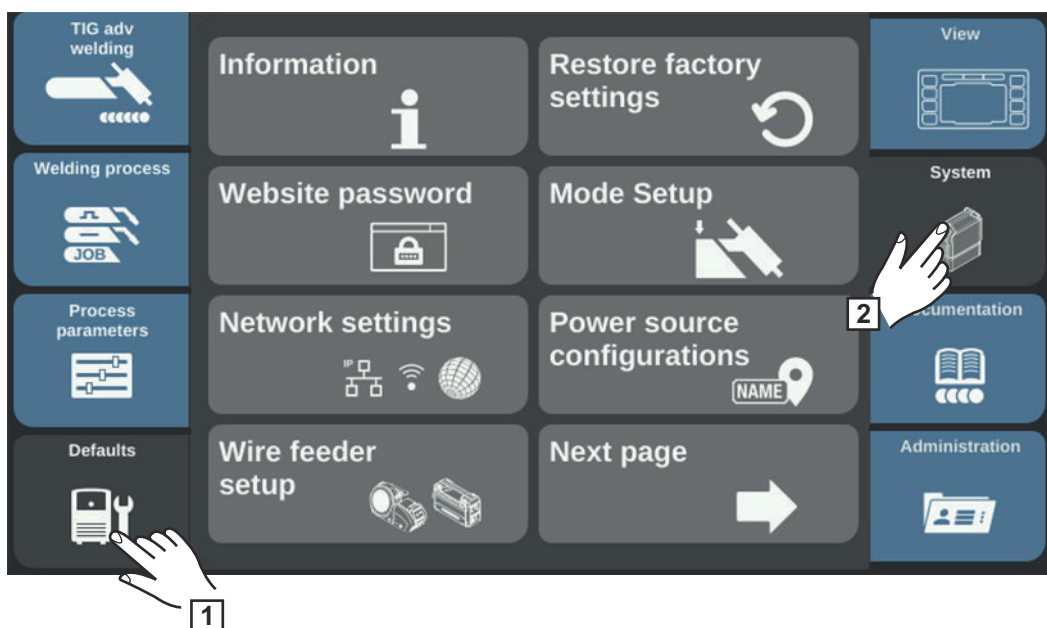 TIG adv
welding
Welding process
JOB
Process
parameters
Defaults
1
Information
Restore factory
settings
Website password
Mode Setup
Network settings
IP
Power source
configurations
NAME
Wire feeder
setup
Next page
View
System
2
cumentation
Administration